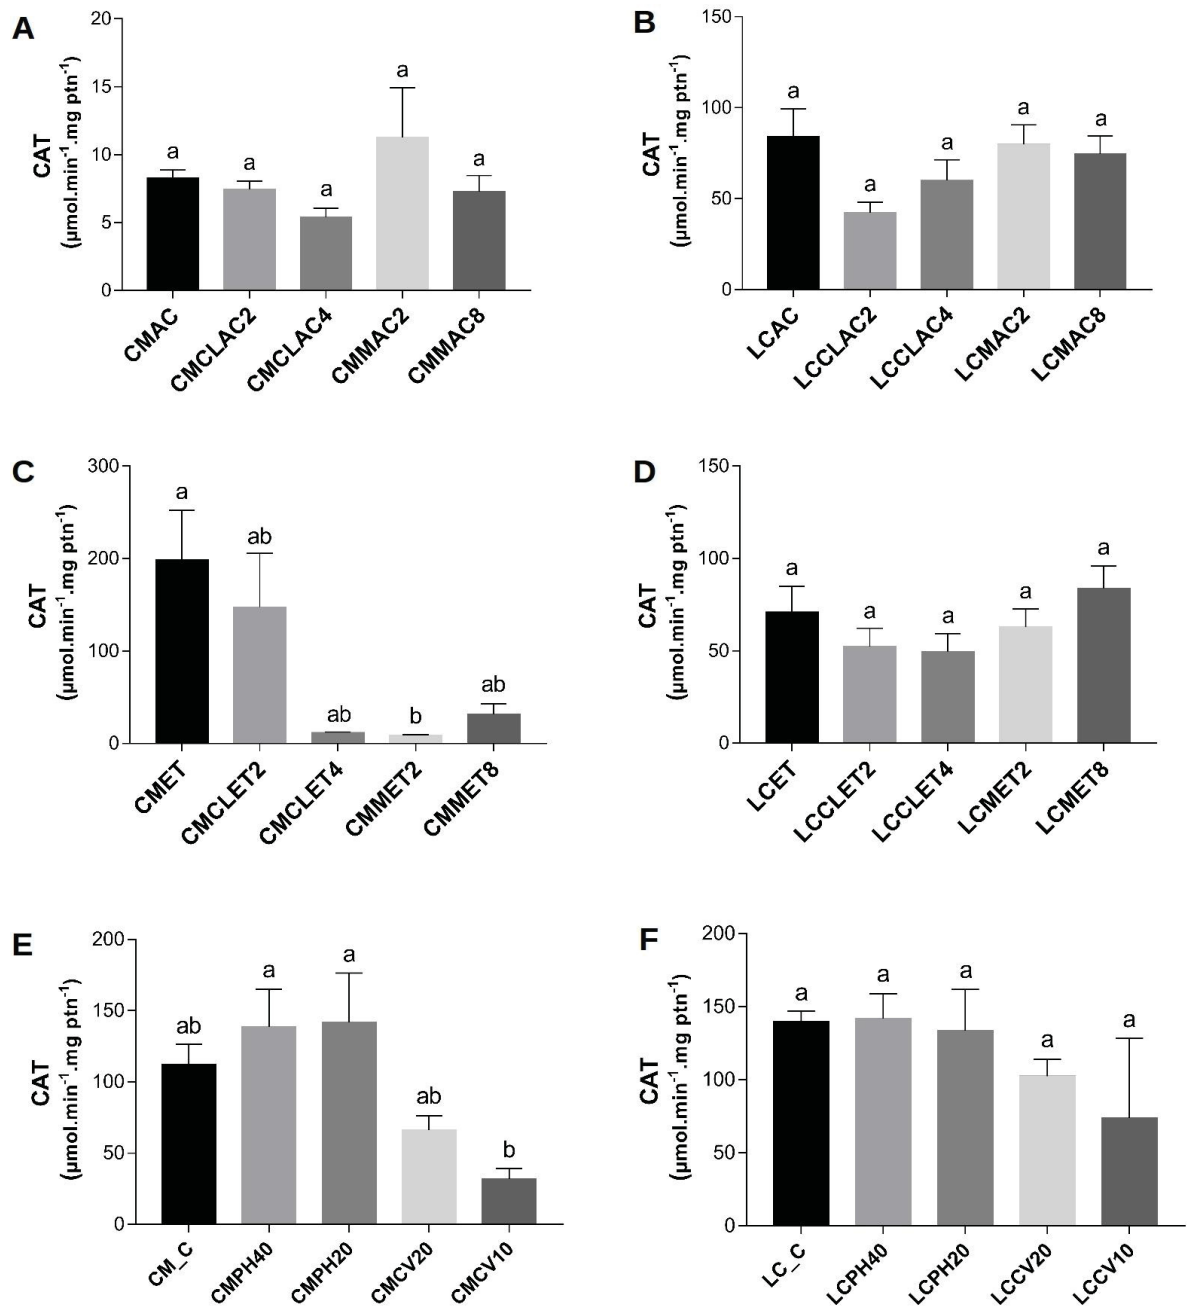 A
CAT
(µmol.min⁻¹.mg ptn⁻¹)
20
15
10
5
0
a
a
a
a
a
CMAC
CMCLAC2
CMCLAC4
CMMAC2
CMMAC8
B
CAT
(µmol.min⁻¹.mg ptn⁻¹)
150
100
50
0
a
a
a
a
a
LCAC
LCCLAC2
LCCLAC4
LCMAC2
LCMAC8
C
CAT
(µmol.min⁻¹.mg ptn⁻¹)
300
200
100
0
a
ab
ab
b
ab
CMET
CMCLET2
CMCLET4
CMMET2
CMMET8
D
CAT
(µmol.min⁻¹.mg ptn⁻¹)
150
100
50
0
a
a
a
a
a
LCET
LCCLET2
LCCLET4
LCMET2
LCMET8
E
CAT
(µmol.min⁻¹.mg ptn⁻¹)
200
150
100
50
0
ab
a
a
ab
b
CM_C
CMPH40
CMPH20
CMCV20
CMCV10
F
CAT
(µmol.min⁻¹.mg ptn⁻¹)
200
150
100
50
0
a
a
a
a
a
LC_C
LCPH40
LCPH20
LCCV20
LCCV10